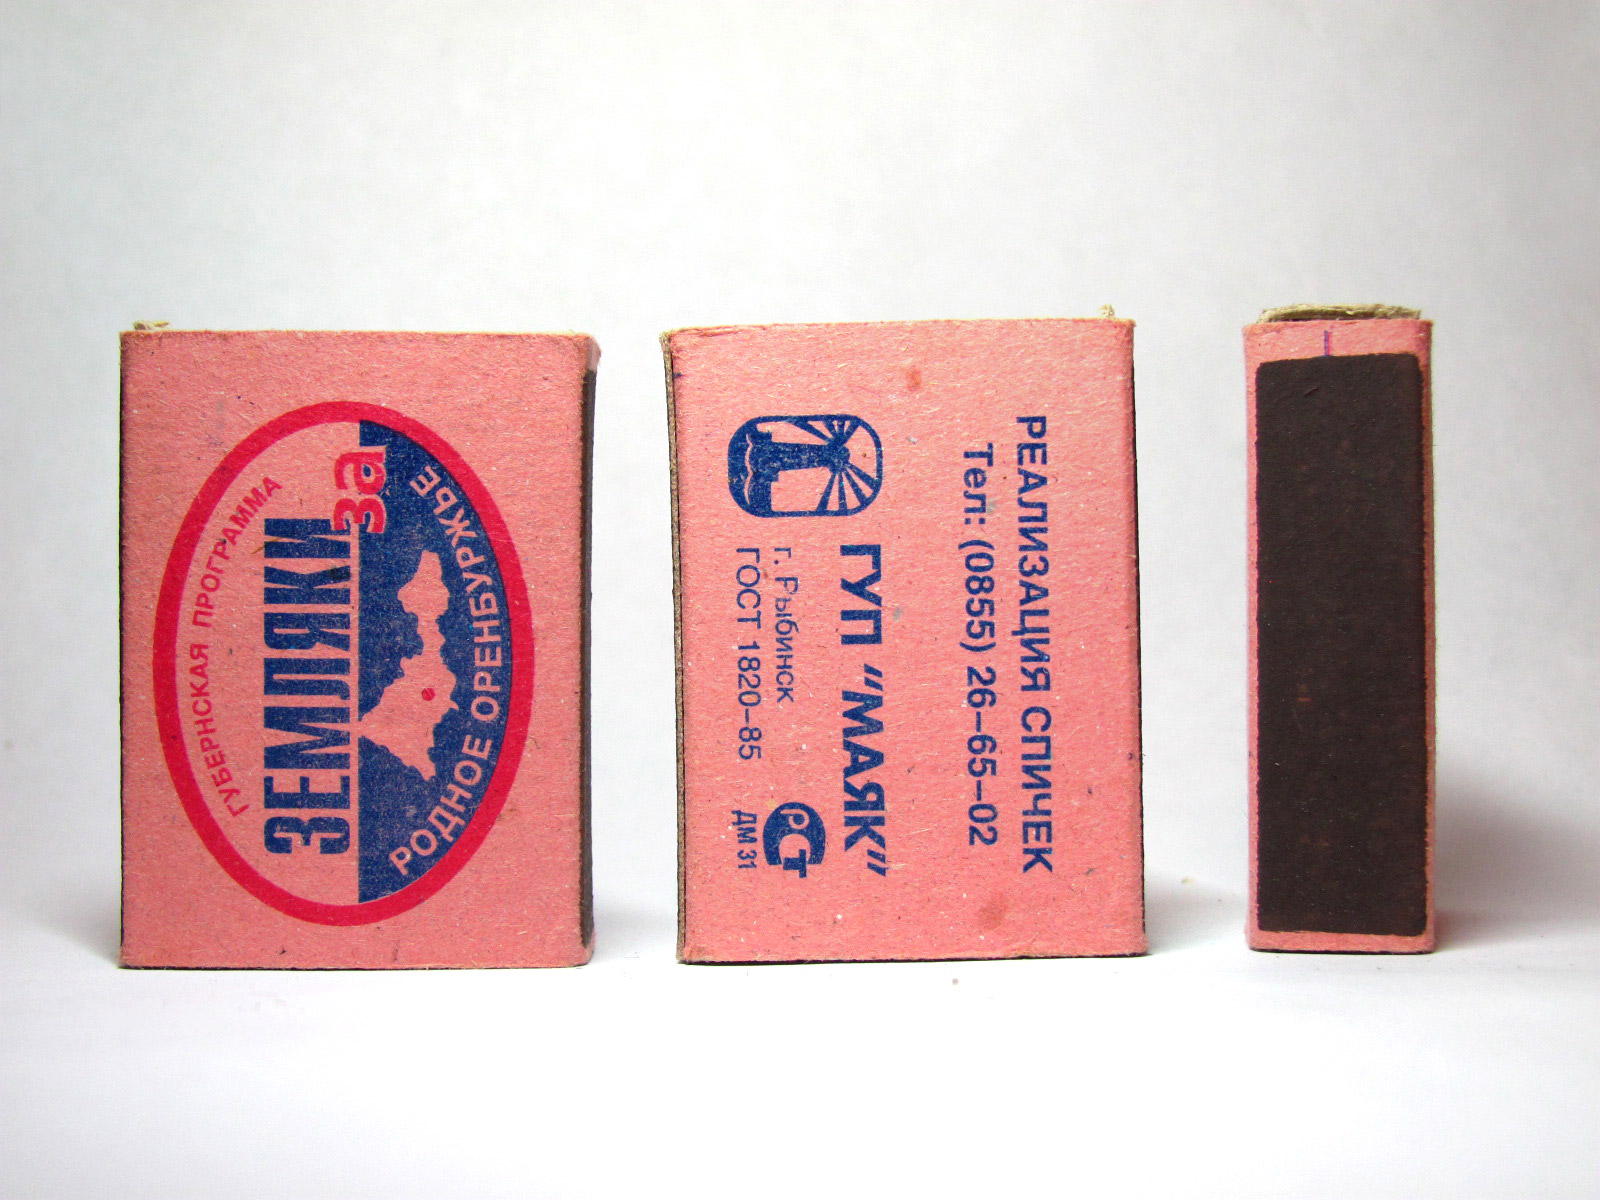 ГУБЕРНСКАЯ ПРОГРАММА
ЗЕМЛЯКИ
за
РОДНОЕ ОРЕНБУРЖЬЕ
РЕАЛИЗАЦИЯ СПИЧЕК
Тел: (0855) 26-65-02
ГУП "МАЯК"
г. Рыбинск
ГОСТ 1820-85
РСТ
ДМ 31